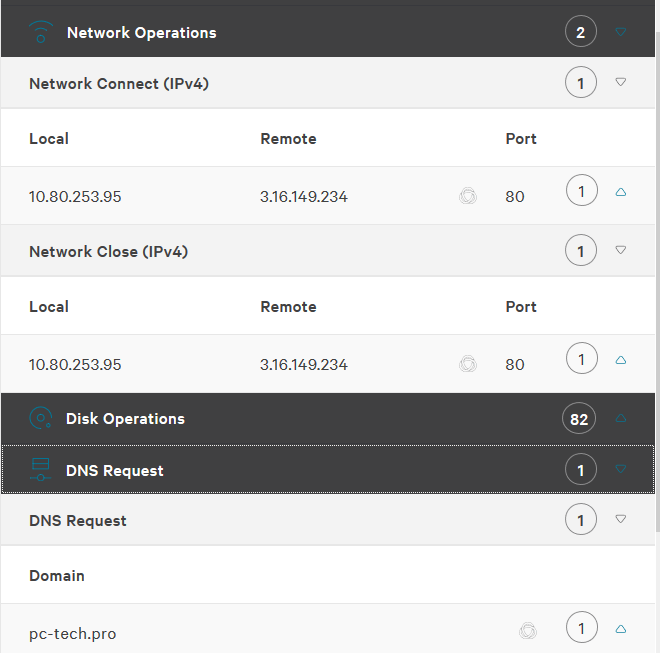 Network Operations 2
Network Connect (IPv4) 1
Local Remote Port
10.80.253.95 3.16.149.234 80 1
Network Close (IPv4) 1
Local Remote Port
10.80.253.95 3.16.149.234 80 1
Disk Operations 82
DNS Request 1
DNS Request 1
Domain
pc-tech.pro 1